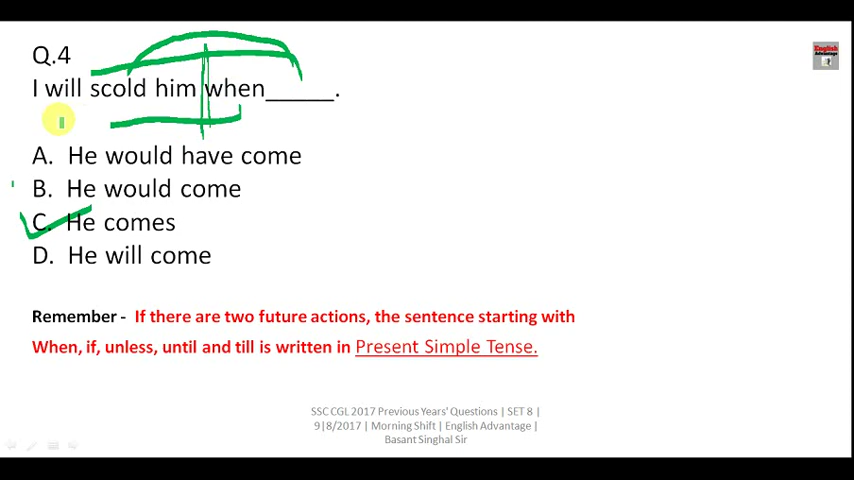 English
Advantage
Q.4
I will scold him when_____.
A. He would have come
B. He would come
C. He comes
D. He will come
Remember - If there are two future actions, the sentence starting with
When, if, unless, until and till is written in Present Simple Tense.
SSC CGL 2017 Previous Years' Questions | SET 8 |
9|8/2017 | Morning Shift | English Advantage |
Basant Singhal Sir